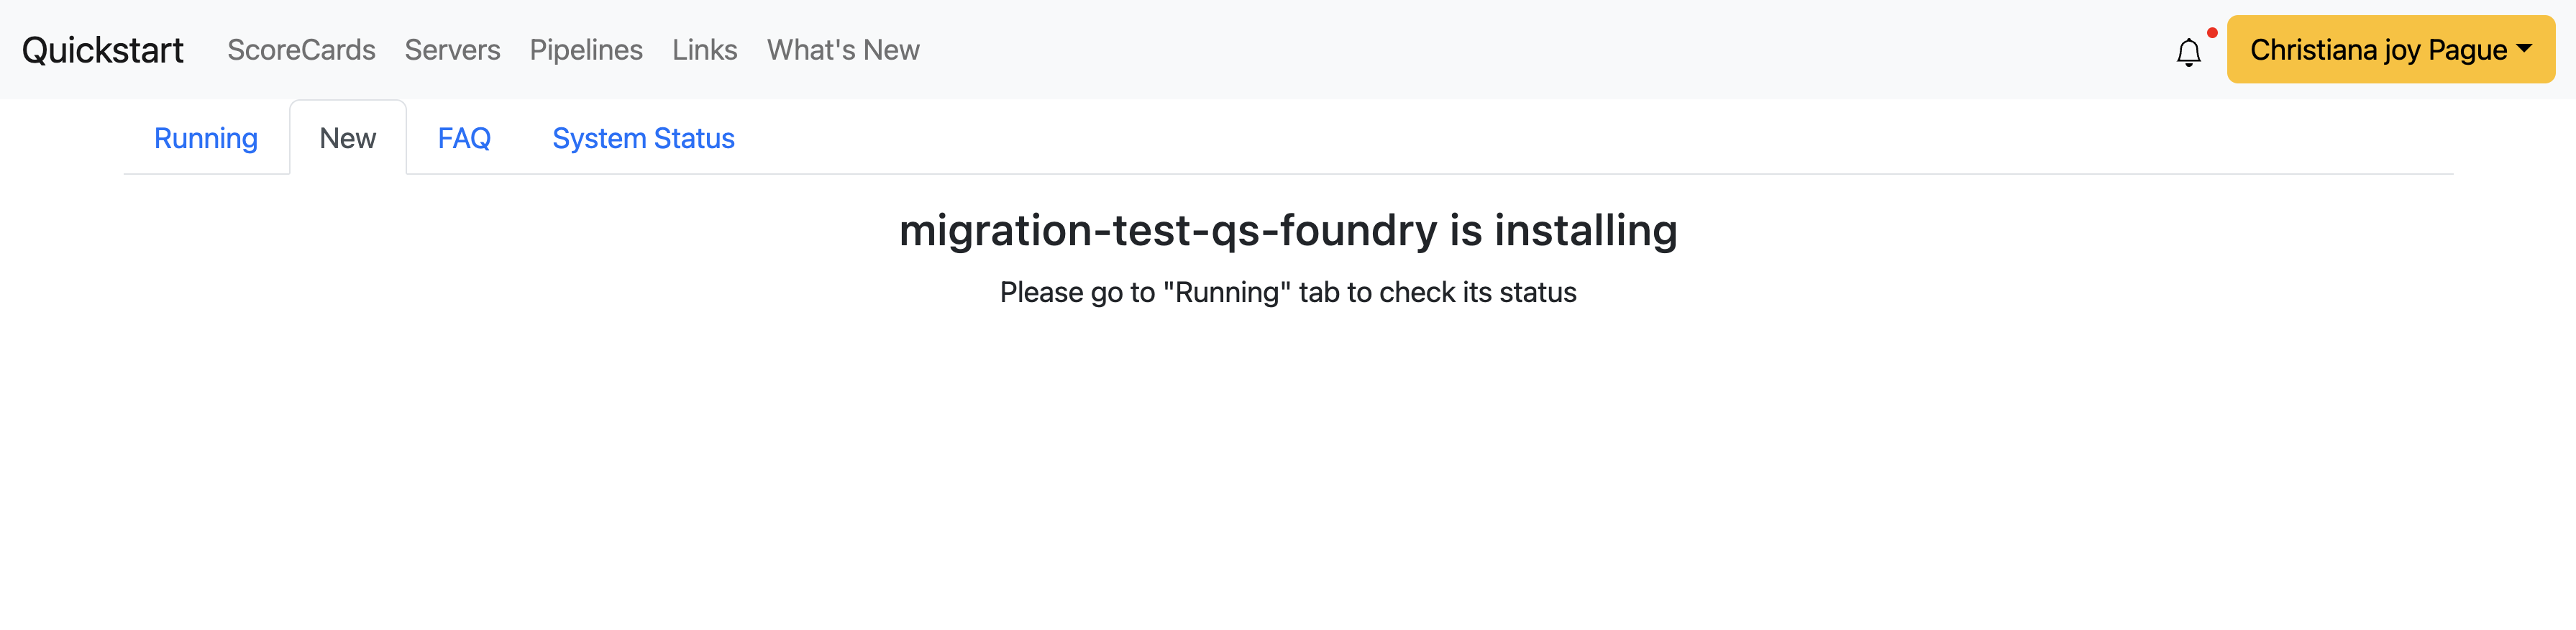 Quickstart ScoreCards Servers Pipelines Links What's New Christiana joy Pague
Running New FAQ System Status
migration-test-qs-foundry is installing
Please go to "Running" tab to check its status